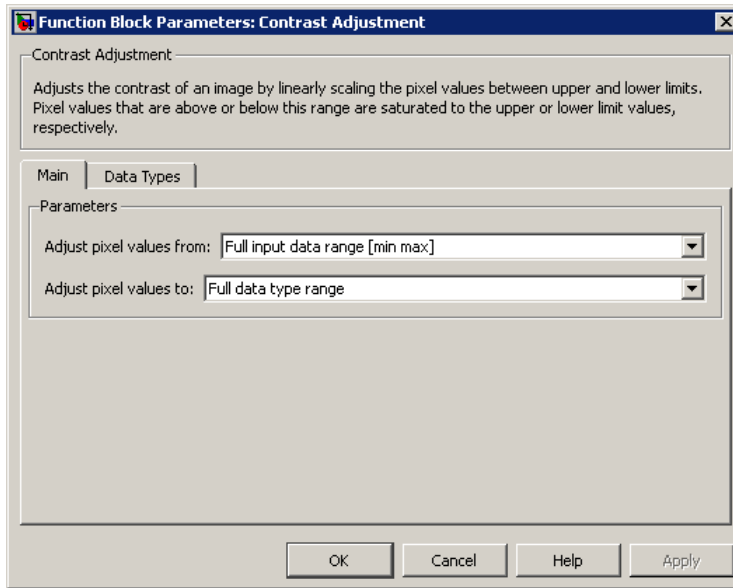 Function Block Parameters: Contrast Adjustment
Contrast Adjustment
Adjusts the contrast of an image by linearly scaling the pixel values between upper and lower limits.
Pixel values that are above or below this range are saturated to the upper or lower limit values,
respectively.
Main Data Types
Parameters
Adjust pixel values from: Full input data range [min max]
Adjust pixel values to: Full data type range
OK Cancel Help Apply